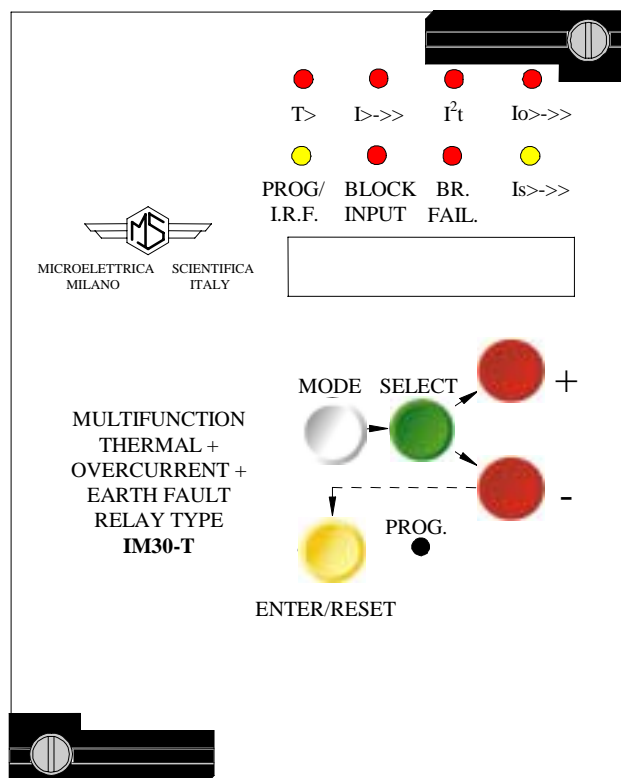 T> I>->> I²t Io>->>
PROG/ I.R.F. BLOCK INPUT BR. FAIL. Is>->>
MS
MICROELETTRICA SCIENTIFICA
MILANO ITALY
MODE SELECT
+
MULTIFUNCTION
THERMAL +
OVERCURRENT +
EARTH FAULT
RELAY TYPE
IM30-T
-
PROG.
ENTER/RESET